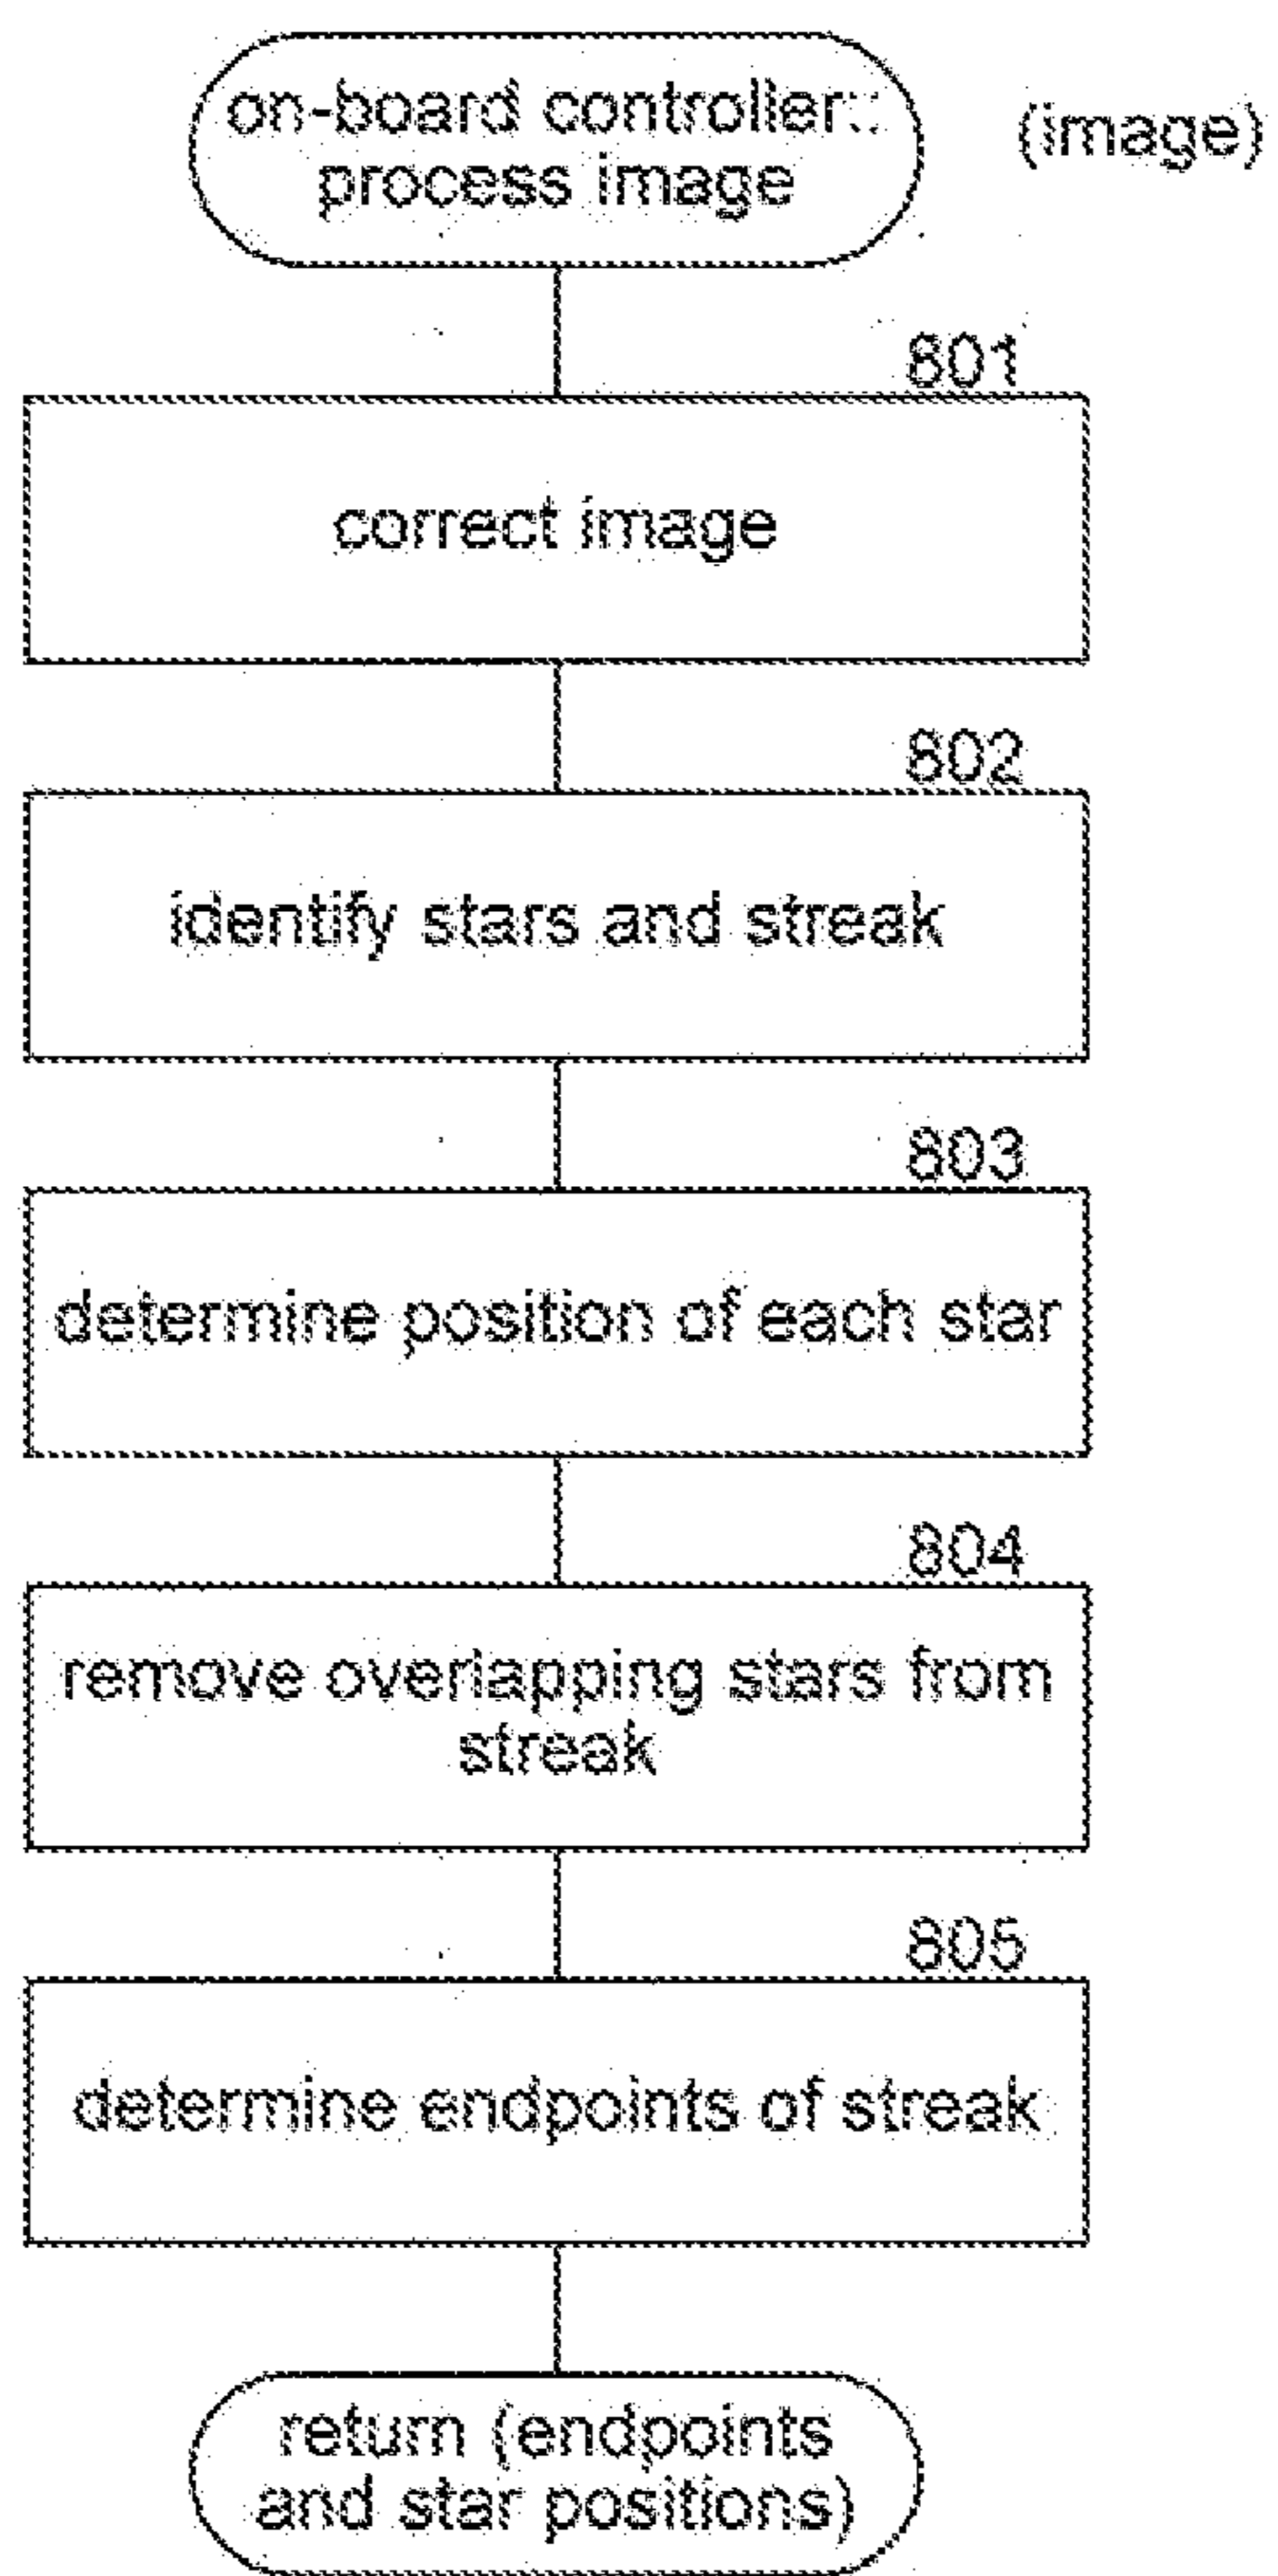 on-board controller::
process image
(image)
801
correct image
802
identify stars and streak
803
determine position of each star
804
remove overlapping stars from
streak
805
determine endpoints of streak
return (endpoints
and star positions)